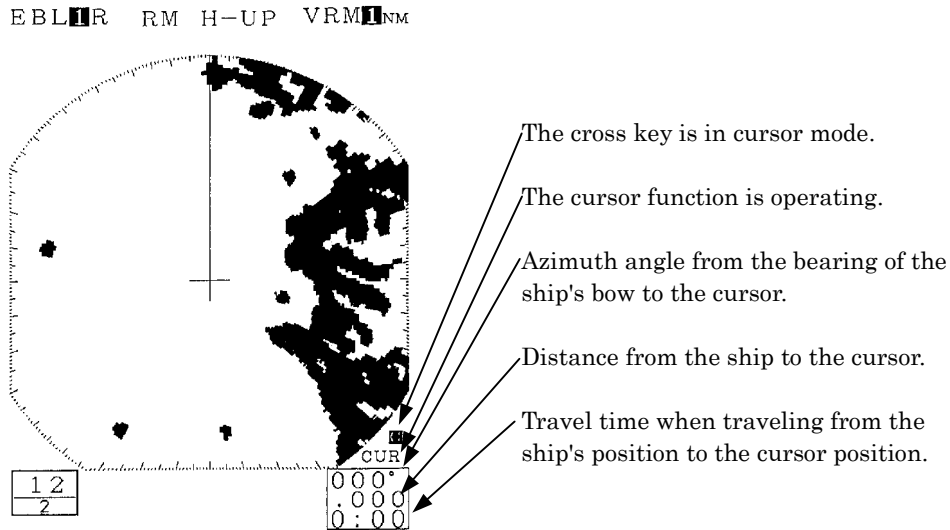 EBL1R RM H-UP VRM1NM
The cross key is in cursor mode.
The cursor function is operating.
Azimuth angle from the bearing of the
ship's bow to the cursor.
Distance from the ship to the cursor.
Travel time when traveling from the
ship's position to the cursor position.
CUR
000°
.000
0:00
12
2